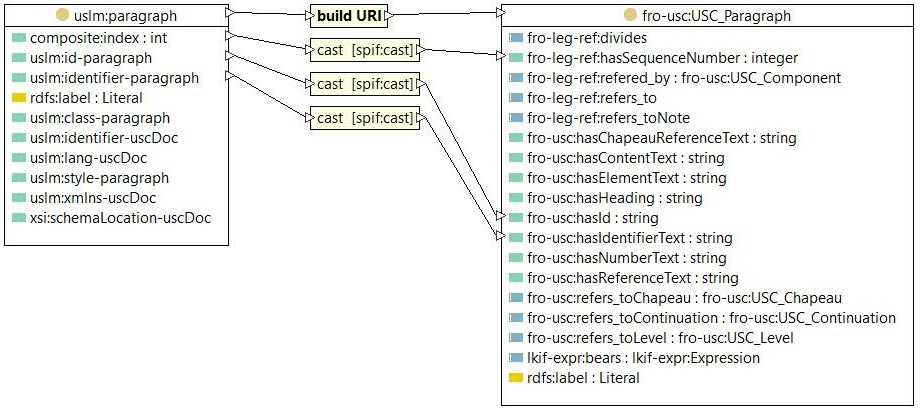 uslm:paragraph
composite:index : int
uslm:id-paragraph
uslm:identifier-paragraph
rdfs:label : Literal
uslm:class-paragraph
uslm:identifier-uscDoc
uslm:lang-uscDoc
uslm:style-paragraph
uslm:xmlns-uscDoc
xsi:schemaLocation-uscDoc
build URI
cast [spif:cast]
cast [spif:cast]
cast [spif:cast]
fro-usc:USC_Paragraph
fro-leg-ref:divides
fro-leg-ref:hasSequenceNumber : integer
fro-leg-ref:refered_by : fro-usc:USC_Component
fro-leg-ref:refers_to
fro-leg-ref:refers_toNote
fro-usc:hasChapeauReferenceText : string
fro-usc:hasContentText : string
fro-usc:hasElementText : string
fro-usc:hasHeading : string
fro-usc:hasId : string
fro-usc:hasIdentifierText : string
fro-usc:hasNumberText : string
fro-usc:hasReferenceText : string
fro-usc:refers_toChapeau : fro-usc:USC_Chapeau
fro-usc:refers_toContinuation : fro-usc:USC_Continuation
fro-usc:refers_toLevel : fro-usc:USC_Level
lkif-expr:bears : lkif-expr:Expression
rdfs:label : Literal